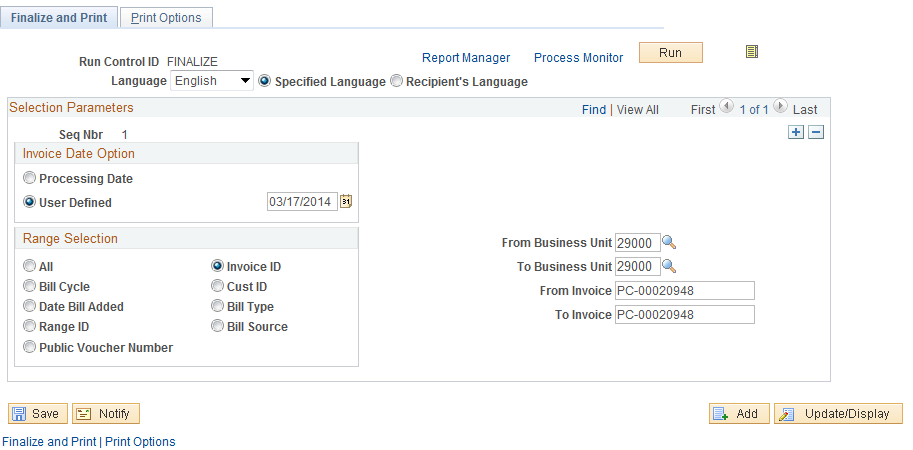 Finalize and Print Print Options
Run Control ID FINALIZE Report Manager Process Monitor Run
Language English Specified Language Recipient's Language
Selection Parameters Find | View All First 1 of 1 Last
Seq Nbr 1
Invoice Date Option
Processing Date
User Defined 03/17/2014 31
Range Selection
From Business Unit 29000
All Invoice ID
To Business Unit 29000
Bill Cycle Cust ID
From Invoice PC-00020948
Date Bill Added Bill Type
To Invoice PC-00020948
Range ID Bill Source
Public Voucher Number
Save Notify Add Update/Display
Finalize and Print | Print Options